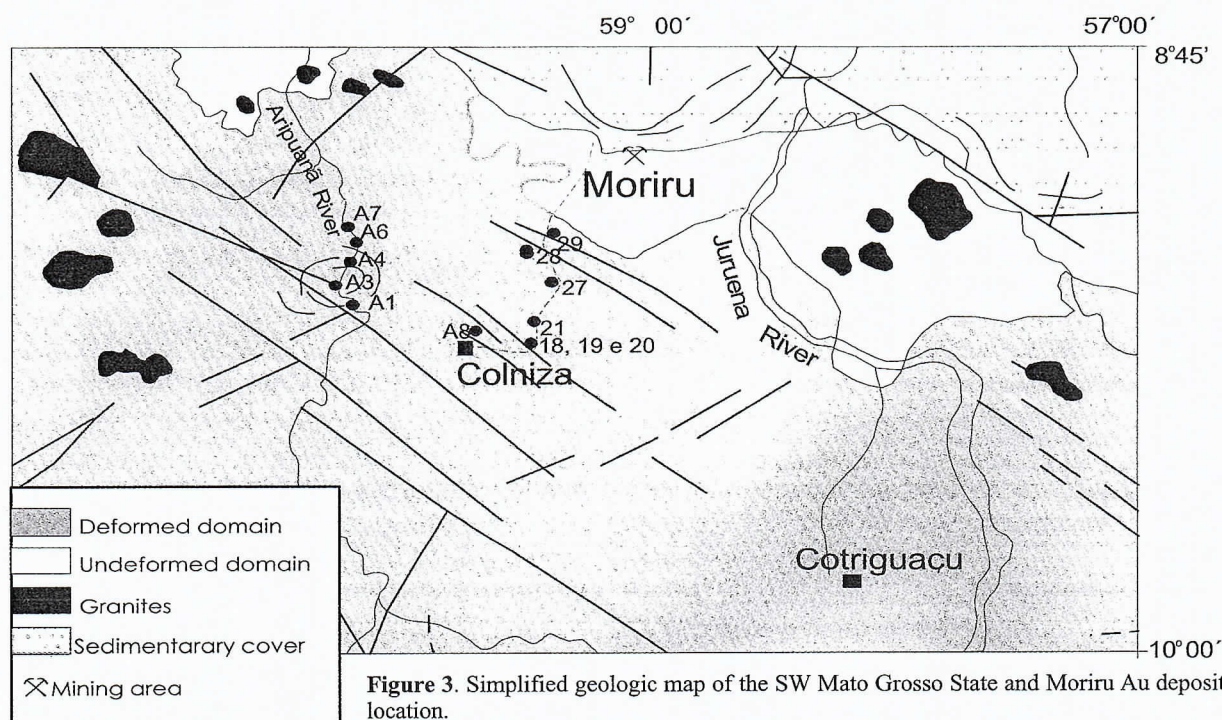 59° 00′
57°00′
8°45′
Aripuanã River
Moriru
A7
A6
A4
A3
A1
29
28
27
21
18, 19 e 20
A8
Colniza
Juruena River
Cotriguaçu
10°00′
Deformed domain
Undeformed domain
Granites
Sedimentarary cover
Mining area
Figure 3. Simplified geologic map of the SW Mato Grosso State and Moriru Au deposit
location.